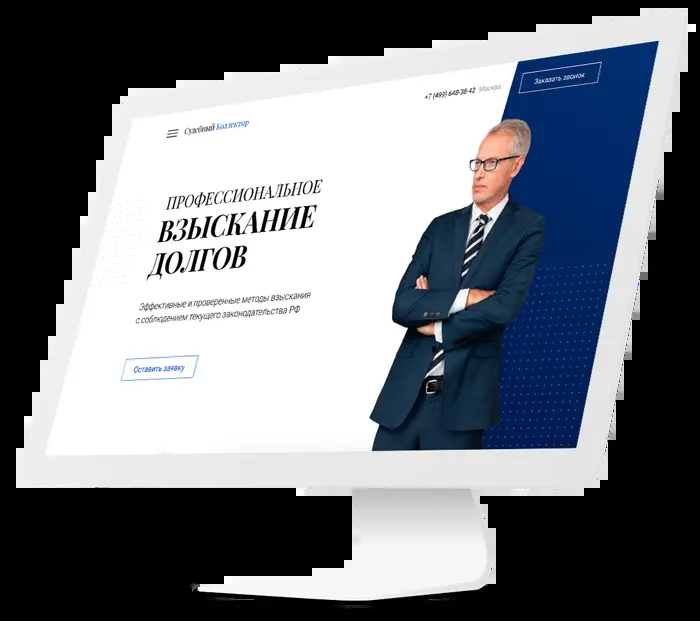 +7 (499) 648-38-42 Москва
Заказать звонок
Судебный Коллектор
ПРОФЕССИОНАЛЬНОЕ
ВЗЫСКАНИЕ
ДОЛГОВ
Эффективные и проверенные методы взыскания
с соблюдением текущего законодательства РФ
Оставить заявку